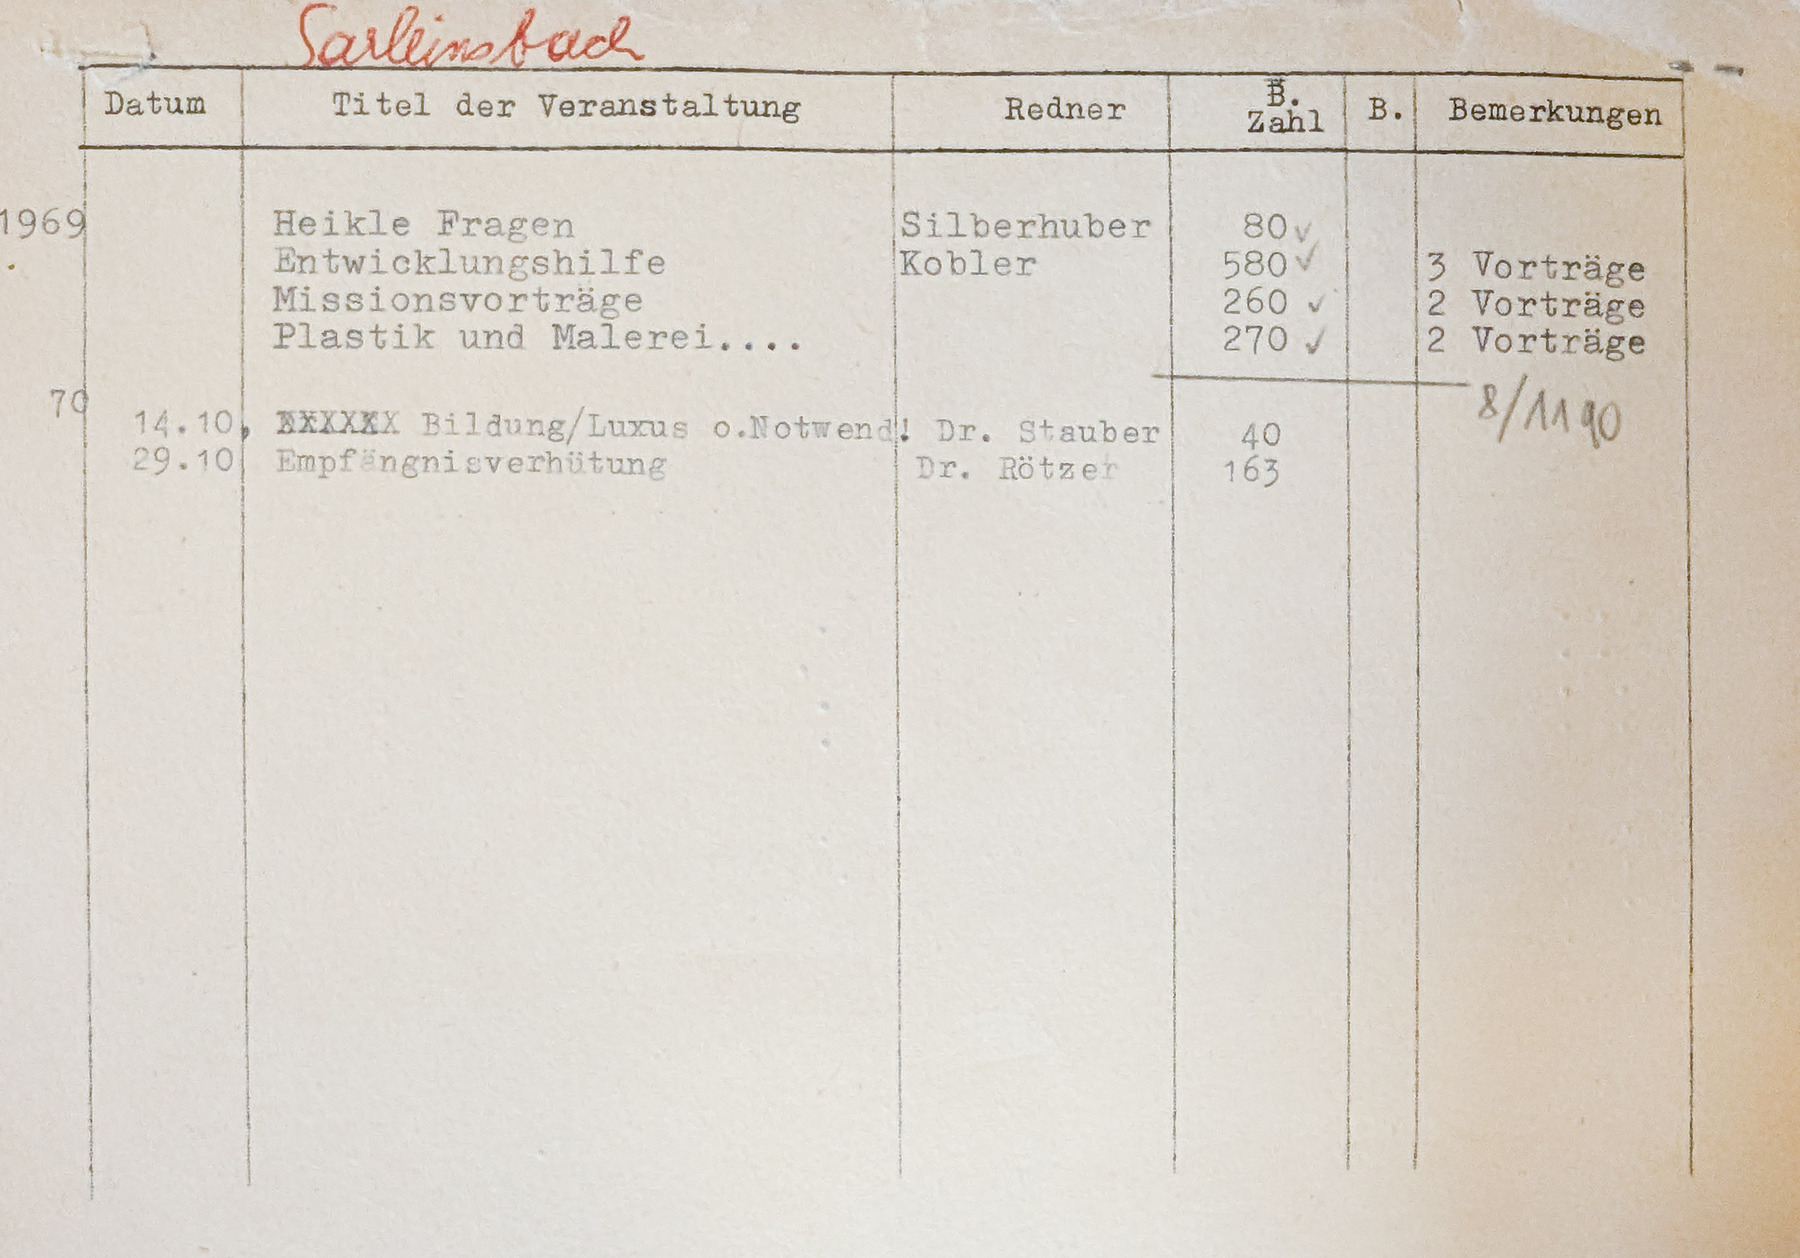 Sarleinsbach
Datum Titel der Veranstaltung Redner B. Zahl B. Bemerkungen
1969 Heikle Fragen Silberhuber 80 ✓
Entwicklungshilfe Kobler 580 ✓ 3 Vorträge
Missionsvorträge 260 ✓ 2 Vorträge
Plastik und Malerei.... 270 ✓ 2 Vorträge
8/1190
70 14.10, XXXXXX Bildung/Luxus o.Notwend! Dr. Stauber 40
29.10 Empfängnisverhütung Dr. Rötzer 163